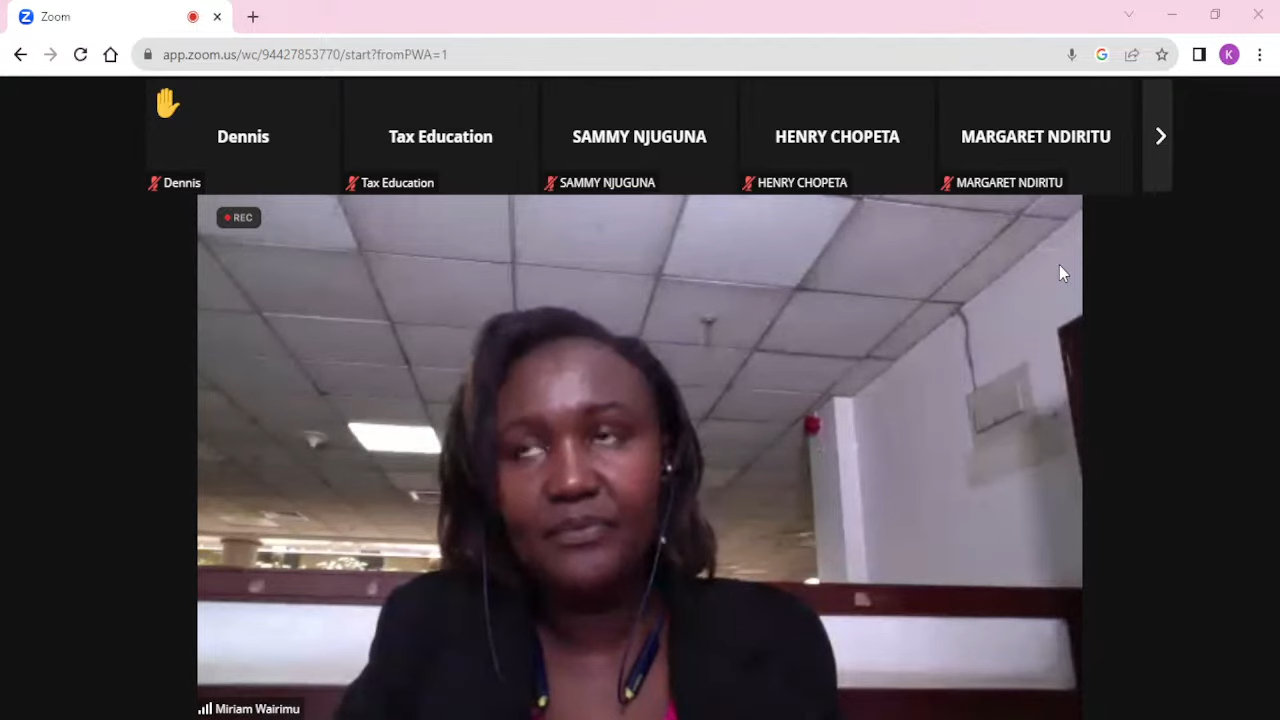 Zoom
app.zoom.us/wc/94427853770/start?fromPWA=1
K
Dennis
Tax Education
SAMMY NJUGUNA
HENRY CHOPETA
MARGARET NDIRITU
Dennis
Tax Education
SAMMY NJUGUNA
HENRY CHOPETA
MARGARET NDIRITU
REC
Miriam Wairimu